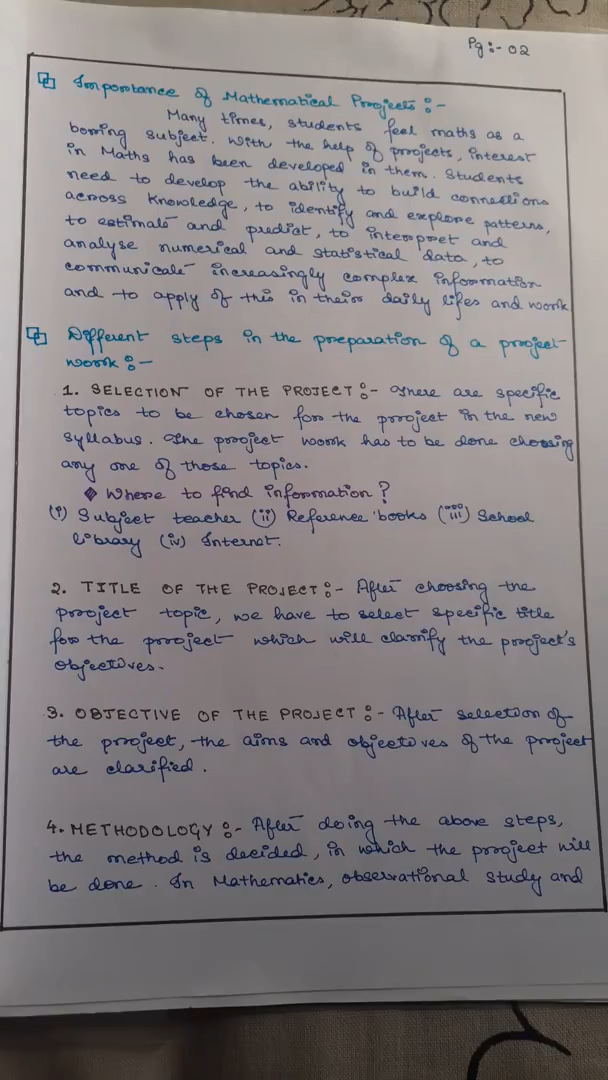 Pg:- 02
Importance of Mathematical Projects :-
Many times, students feel maths as a
boring subject. With the help of projects, interest
in Maths has been developed in them. Students
need to develop the ability to build connections
across knowledge, to identify and explore patterns,
to estimate and predict, to interpret and
analyse numerical and statistical data, to
communicate increasingly complex information
and to apply of this in their daily lifes and work
Different steps in the preparation of a project
work :-
1. SELECTION OF THE PROJECT :- There are specific
topics to be chosen for the project in the new
syllabus. The project work has to be done choosing
any one of those topics.
◆ Where to find information ?
(i) Subject teacher (ii) Reference books (iii) School
library (iv) Internet.
2. TITLE OF THE PROJECT :- After choosing the
project topic, we have to select specific title
for the project which will clarify the project's
objectives.
3. OBJECTIVE OF THE PROJECT :- After selection of
the project, the aims and objectives of the project
are clarified.
4. METHODOLOGY :- After doing the above steps,
the method is decided, in which the project will
be done. In Mathematics, observational study and